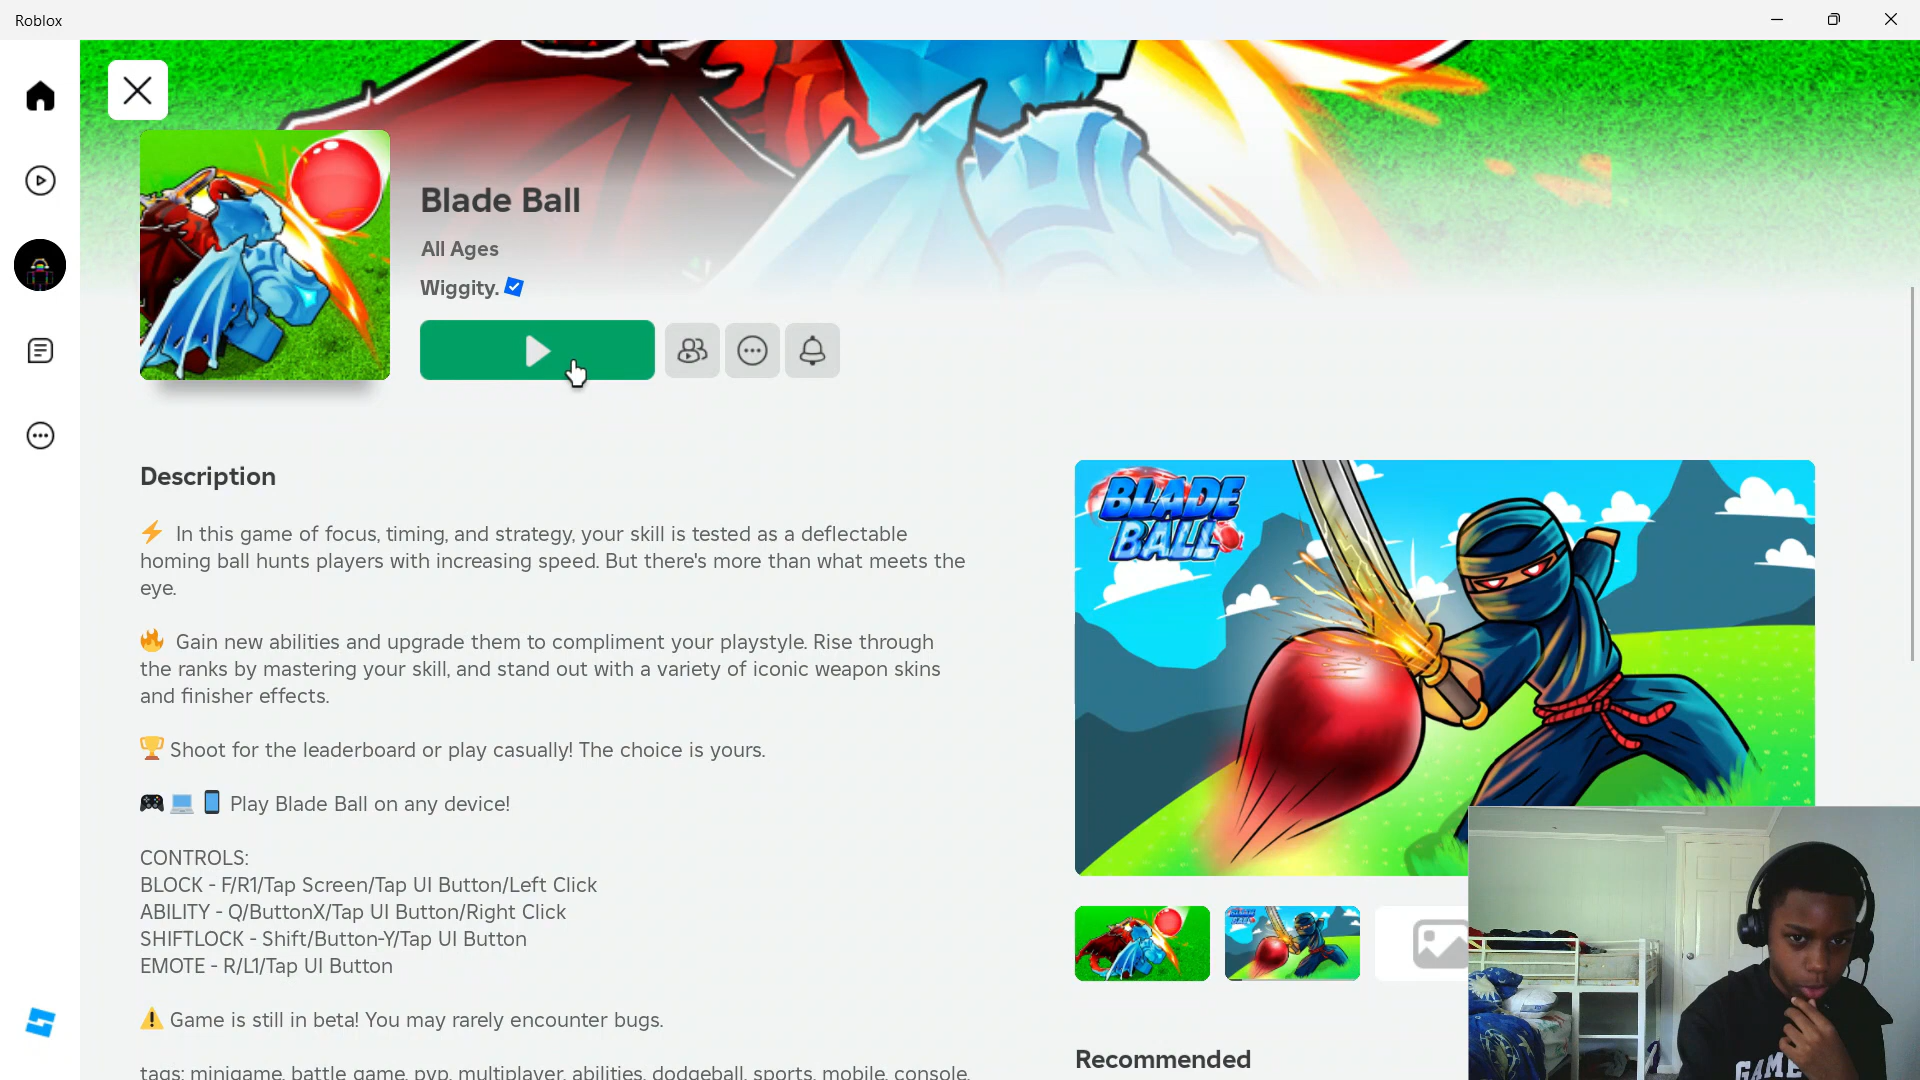 Roblox
Blade Ball
All Ages
Wiggity.
Description
⚡ In this game of focus, timing, and strategy, your skill is tested as a deflectable
homing ball hunts players with increasing speed. But there's more than what meets the
eye.
🔥 Gain new abilities and upgrade them to compliment your playstyle. Rise through
the ranks by mastering your skill, and stand out with a variety of iconic weapon skins
and finisher effects.
🏆 Shoot for the leaderboard or play casually! The choice is yours.
🎮💻📱 Play Blade Ball on any device!
CONTROLS:
BLOCK - F/R1/Tap Screen/Tap UI Button/Left Click
ABILITY - Q/ButtonX/Tap UI Button/Right Click
SHIFTLOCK - Shift/Button-Y/Tap UI Button
EMOTE - R/L1/Tap UI Button
⚠️ Game is still in beta! You may rarely encounter bugs.
tags: minigame, battle game, pvp, multiplayer, abilities, dodgeball, sports, mobile, console,
BLADE
BALL
Recommended
GAME